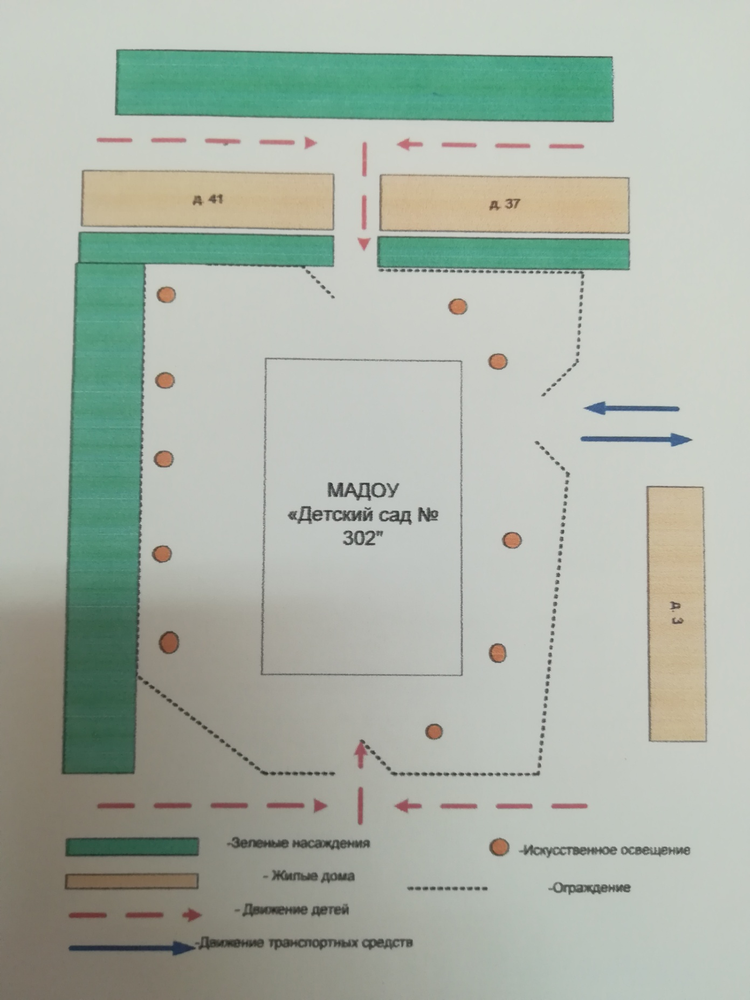 д. 41
д. 37
МАДОУ
«Детский сад №
302"
д. 3
-Зеленые насаждения
-Искусственное освещение
- Жилые дома
-Ограждение
- Движение детей
-Движение транспортных средств